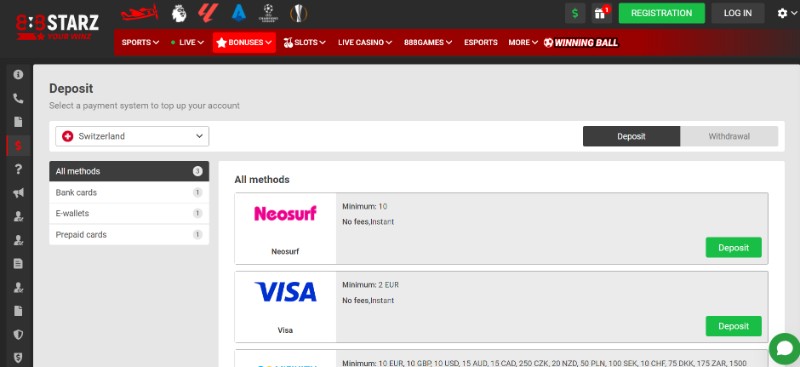 888STARZ
YOUR WAY
1
REGISTRATION
LOG IN
SPORTS
LIVE
BONUSES
SLOTS
LIVE CASINO
888GAMES
ESPORTS
MORE
WINNING BALL
Deposit
Select a payment system to top up your account
Switzerland
Deposit
Withdrawal
All methods 3
Bank cards 1
E-wallets 1
Prepaid cards 1
All methods
Neosurf
Minimum: 10
No fees,Instant
Neosurf
Deposit
VISA
Minimum: 2 EUR
No fees,Instant
Visa
Deposit
Minimum: 10 EUR, 10 GBP, 10 USD, 15 AUD, 15 CAD, 250 CZK, 20 NZD, 50 PLN, 100 SEK, 10 CHF, 75 DKK, 175 ZAR, 1500